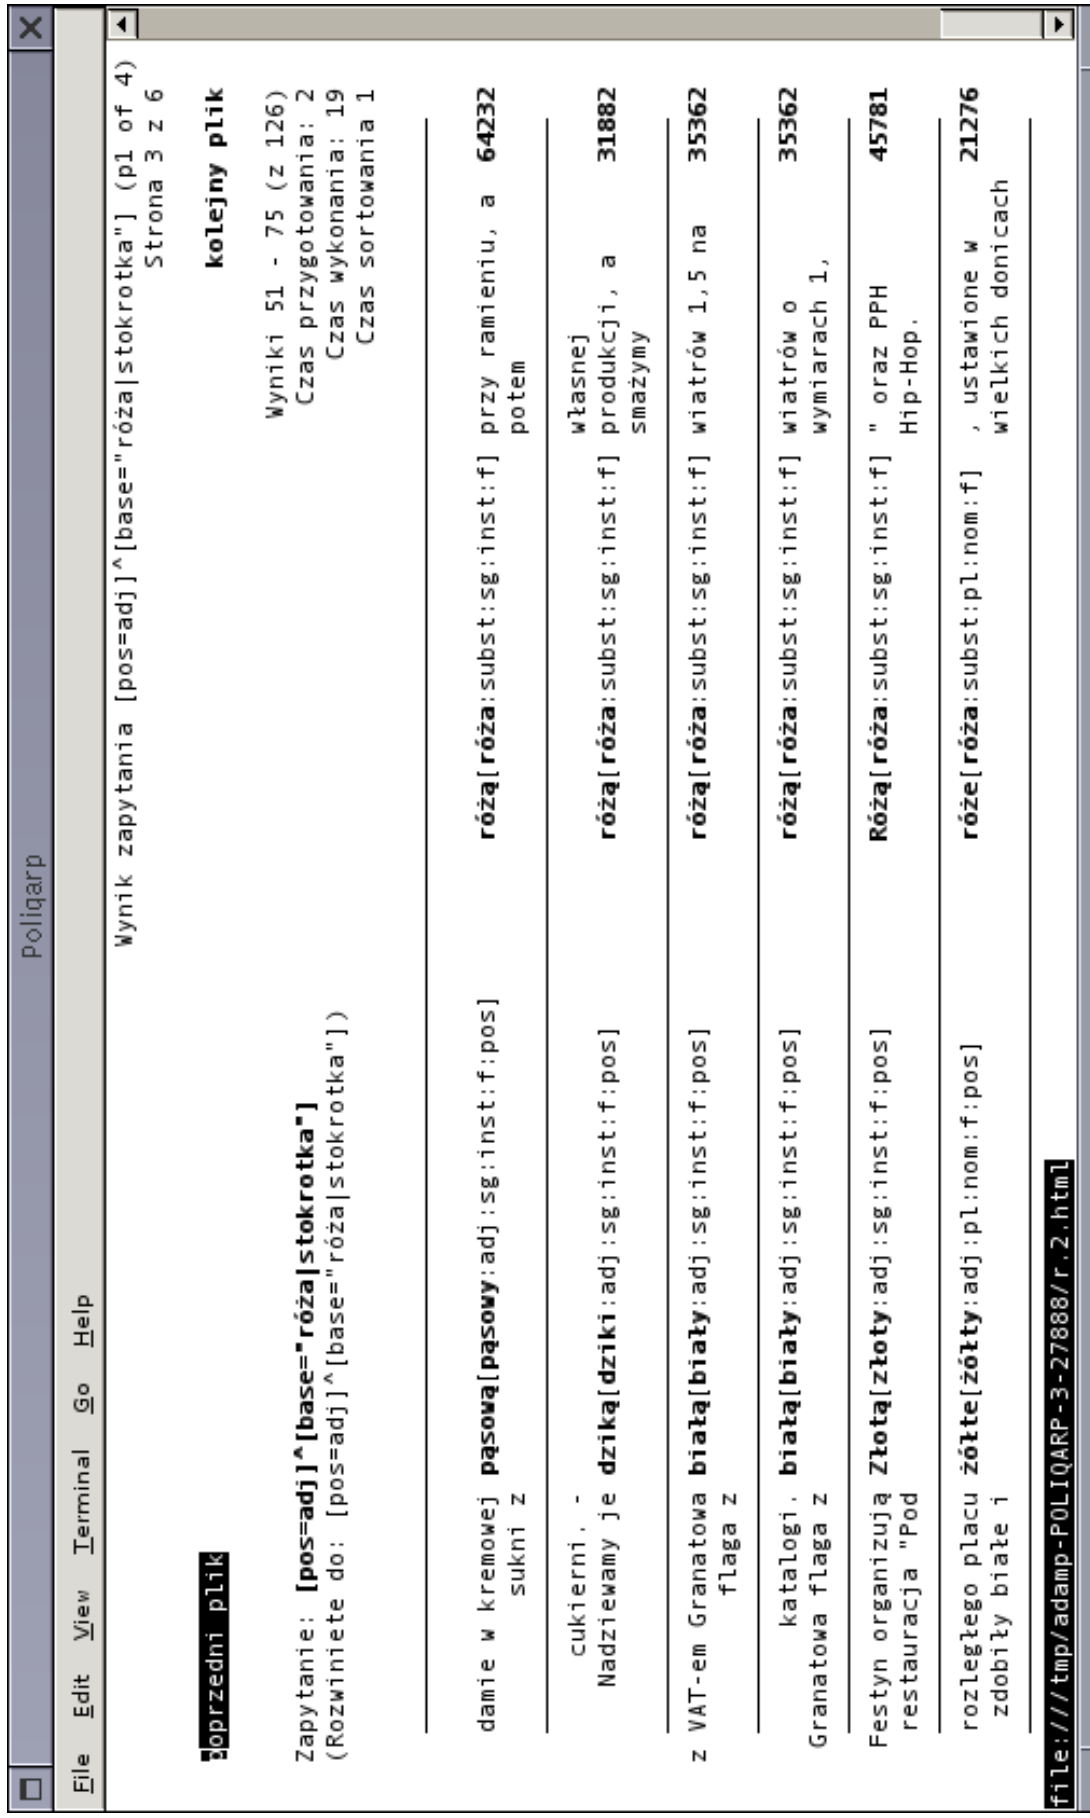 Poliqarp
File Edit View Terminal Go Help
Wynik zapytania [pos=adj]^[base="róża|stokrotka"] (p1 of 4)
Strona 3 z 6
poprzedni plik kolejny plik
Wyniki 51 - 75 (z 126)
Zapytanie: [pos=adj]^[base="róża|stokrotka"] Czas przygotowania: 2
(Rozwiniete do: [pos=adj]^[base="róża|stokrotka"]) Czas wykonania: 19
Czas sortowania 1
damie w kremowej pąsową[pąsowy:adj:sg:inst:f:pos] różą[róża:subst:sg:inst:f] przy ramieniu, a 64232
sukni z potem
cukierni. - własnej
Nadziewamy je dziką[dziki:adj:sg:inst:f:pos] różą[róża:subst:sg:inst:f] produkcji, a 31882
smażymy
z VAT-em Granatowa białą[biały:adj:sg:inst:f:pos] różą[róża:subst:sg:inst:f] wiatrów 1,5 na 35362
flaga z
katalogi. białą[biały:adj:sg:inst:f:pos] różą[róża:subst:sg:inst:f] wiatrów o 35362
Granatowa flaga z wymiarach 1,
Festyn organizują Złotą[złoty:adj:sg:inst:f:pos] Różą[róża:subst:sg:inst:f] " oraz PPH 45781
restauracja "Pod Hip-Hop.
rozległego placu żółte[żółty:adj:pl:nom:f:pos] róże[róża:subst:pl:nom:f] , ustawione w 21276
zdobiły białe i wielkich donicach
file:///tmp/adamp-POLIQARP-3-27888/r.2.html